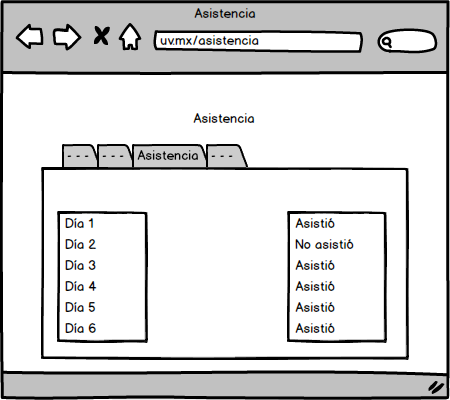 Asistencia
uv.mx/asistencia
Asistencia
- - - - - - Asistencia - - -
Día 1 Asistió
Día 2 No asistió
Día 3 Asistió
Día 4 Asistió
Día 5 Asistió
Día 6 Asistió